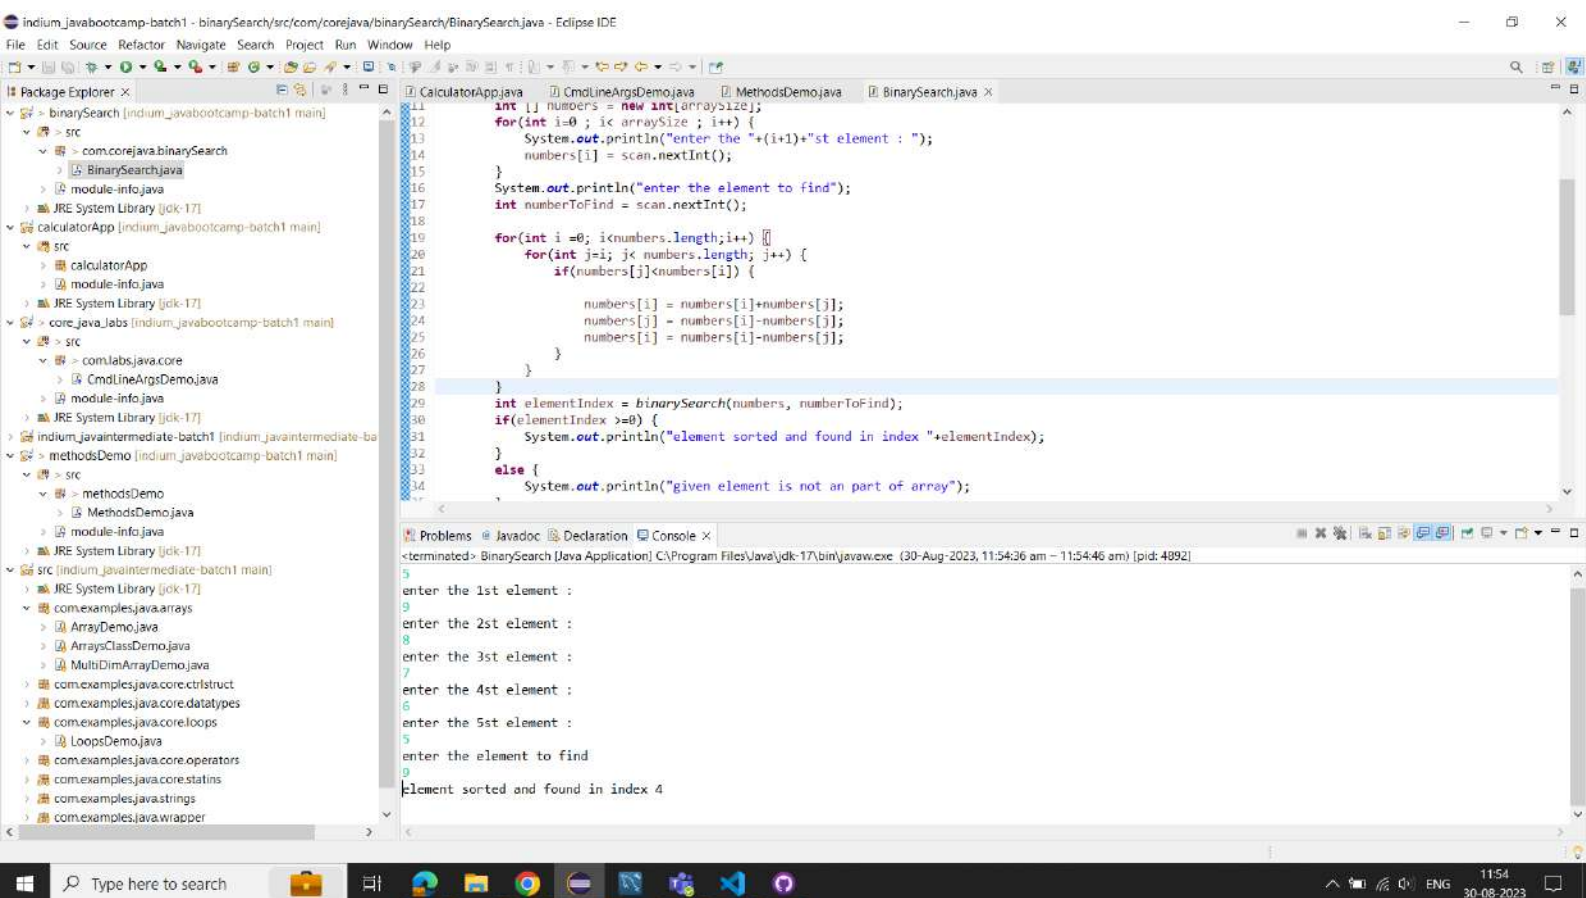 indium_javabootcamp-batch1 - binarySearch/src/com/corejava/binarySearch/BinarySearch.java - Eclipse IDE
File Edit Source Refactor Navigate Search Project Run Window Help
Package Explorer
binarySearch [indium_javabootcamp-batch1 main]
src
com.corejava.binarySearch
BinarySearch.java
module-info.java
JRE System Library [jdk-17]
calculatorApp [indium_javabootcamp-batch1 main]
src
calculatorApp
module-info.java
JRE System Library [jdk-17]
core_java_labs [indium_javabootcamp-batch1 main]
src
com.labs.java.core
CmdLineArgsDemo.java
module-info.java
JRE System Library [jdk-17]
indium_javaintermediate-batch1 [indium_javaintermediate-ba
methodsDemo [indium_javabootcamp-batch1 main]
src
methodsDemo
MethodsDemo.java
module-info.java
JRE System Library [jdk-17]
src [indium_javaintermediate-batch1 main]
JRE System Library [jdk-17]
com.examples.java.arrays
ArrayDemo.java
ArraysClassDemo.java
MultiDimArrayDemo.java
com.examples.java.core.ctrlstruct
com.examples.java.core.datatypes
com.examples.java.core.loops
LoopsDemo.java
com.examples.java.core.operators
com.examples.java.core.statins
com.examples.java.strings
com.examples.java.wrapper
CalculatorApp.java CmdLineArgsDemo.java MethodsDemo.java BinarySearch.java
11 int [] numbers = new int[arraySize];
12 for(int i=0 ; i< arraySize ; i++) {
13 System.out.println("enter the "+(i+1)+"st element : ");
14 numbers[i] = scan.nextInt();
15 }
16 System.out.println("enter the element to find");
17 int numberToFind = scan.nextInt();
18
19 for(int i =0; i<numbers.length;i++) {
20 for(int j=i; j< numbers.length; j++) {
21 if(numbers[j]<numbers[i]) {
22
23 numbers[i] = numbers[i]+numbers[j];
24 numbers[j] = numbers[i]-numbers[j];
25 numbers[i] = numbers[i]-numbers[j];
26 }
27 }
28 }
29 int elementIndex = binarySearch(numbers, numberToFind);
30 if(elementIndex >=0) {
31 System.out.println("element sorted and found in index "+elementIndex);
32 }
33 else {
34 System.out.println("given element is not an part of array");
Problems Javadoc Declaration Console
<terminated> BinarySearch [Java Application] C:\Program Files\Java\jdk-17\bin\javaw.exe (30-Aug-2023, 11:54:36 am – 11:54:46 am) [pid: 4892]
5
enter the 1st element :
9
enter the 2st element :
8
enter the 3st element :
7
enter the 4st element :
6
enter the 5st element :
5
enter the element to find
9
element sorted and found in index 4
Type here to search
ENG
11:54
30-08-2023